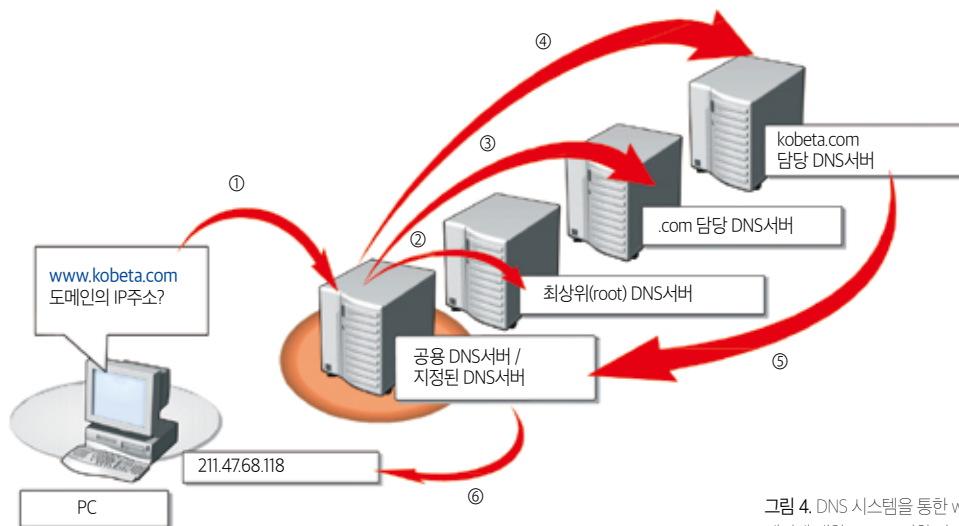 ④
kobeta.com
담당 DNS서버
③
①
.com 담당 DNS서버
②
www.kobeta.com
도메인의 IP주소?
최상위(root) DNS서버
공용 DNS서버 /
지정된 DNS서버
⑤
211.47.68.118
⑥
PC
그림 4. DNS 시스템을 통한 w